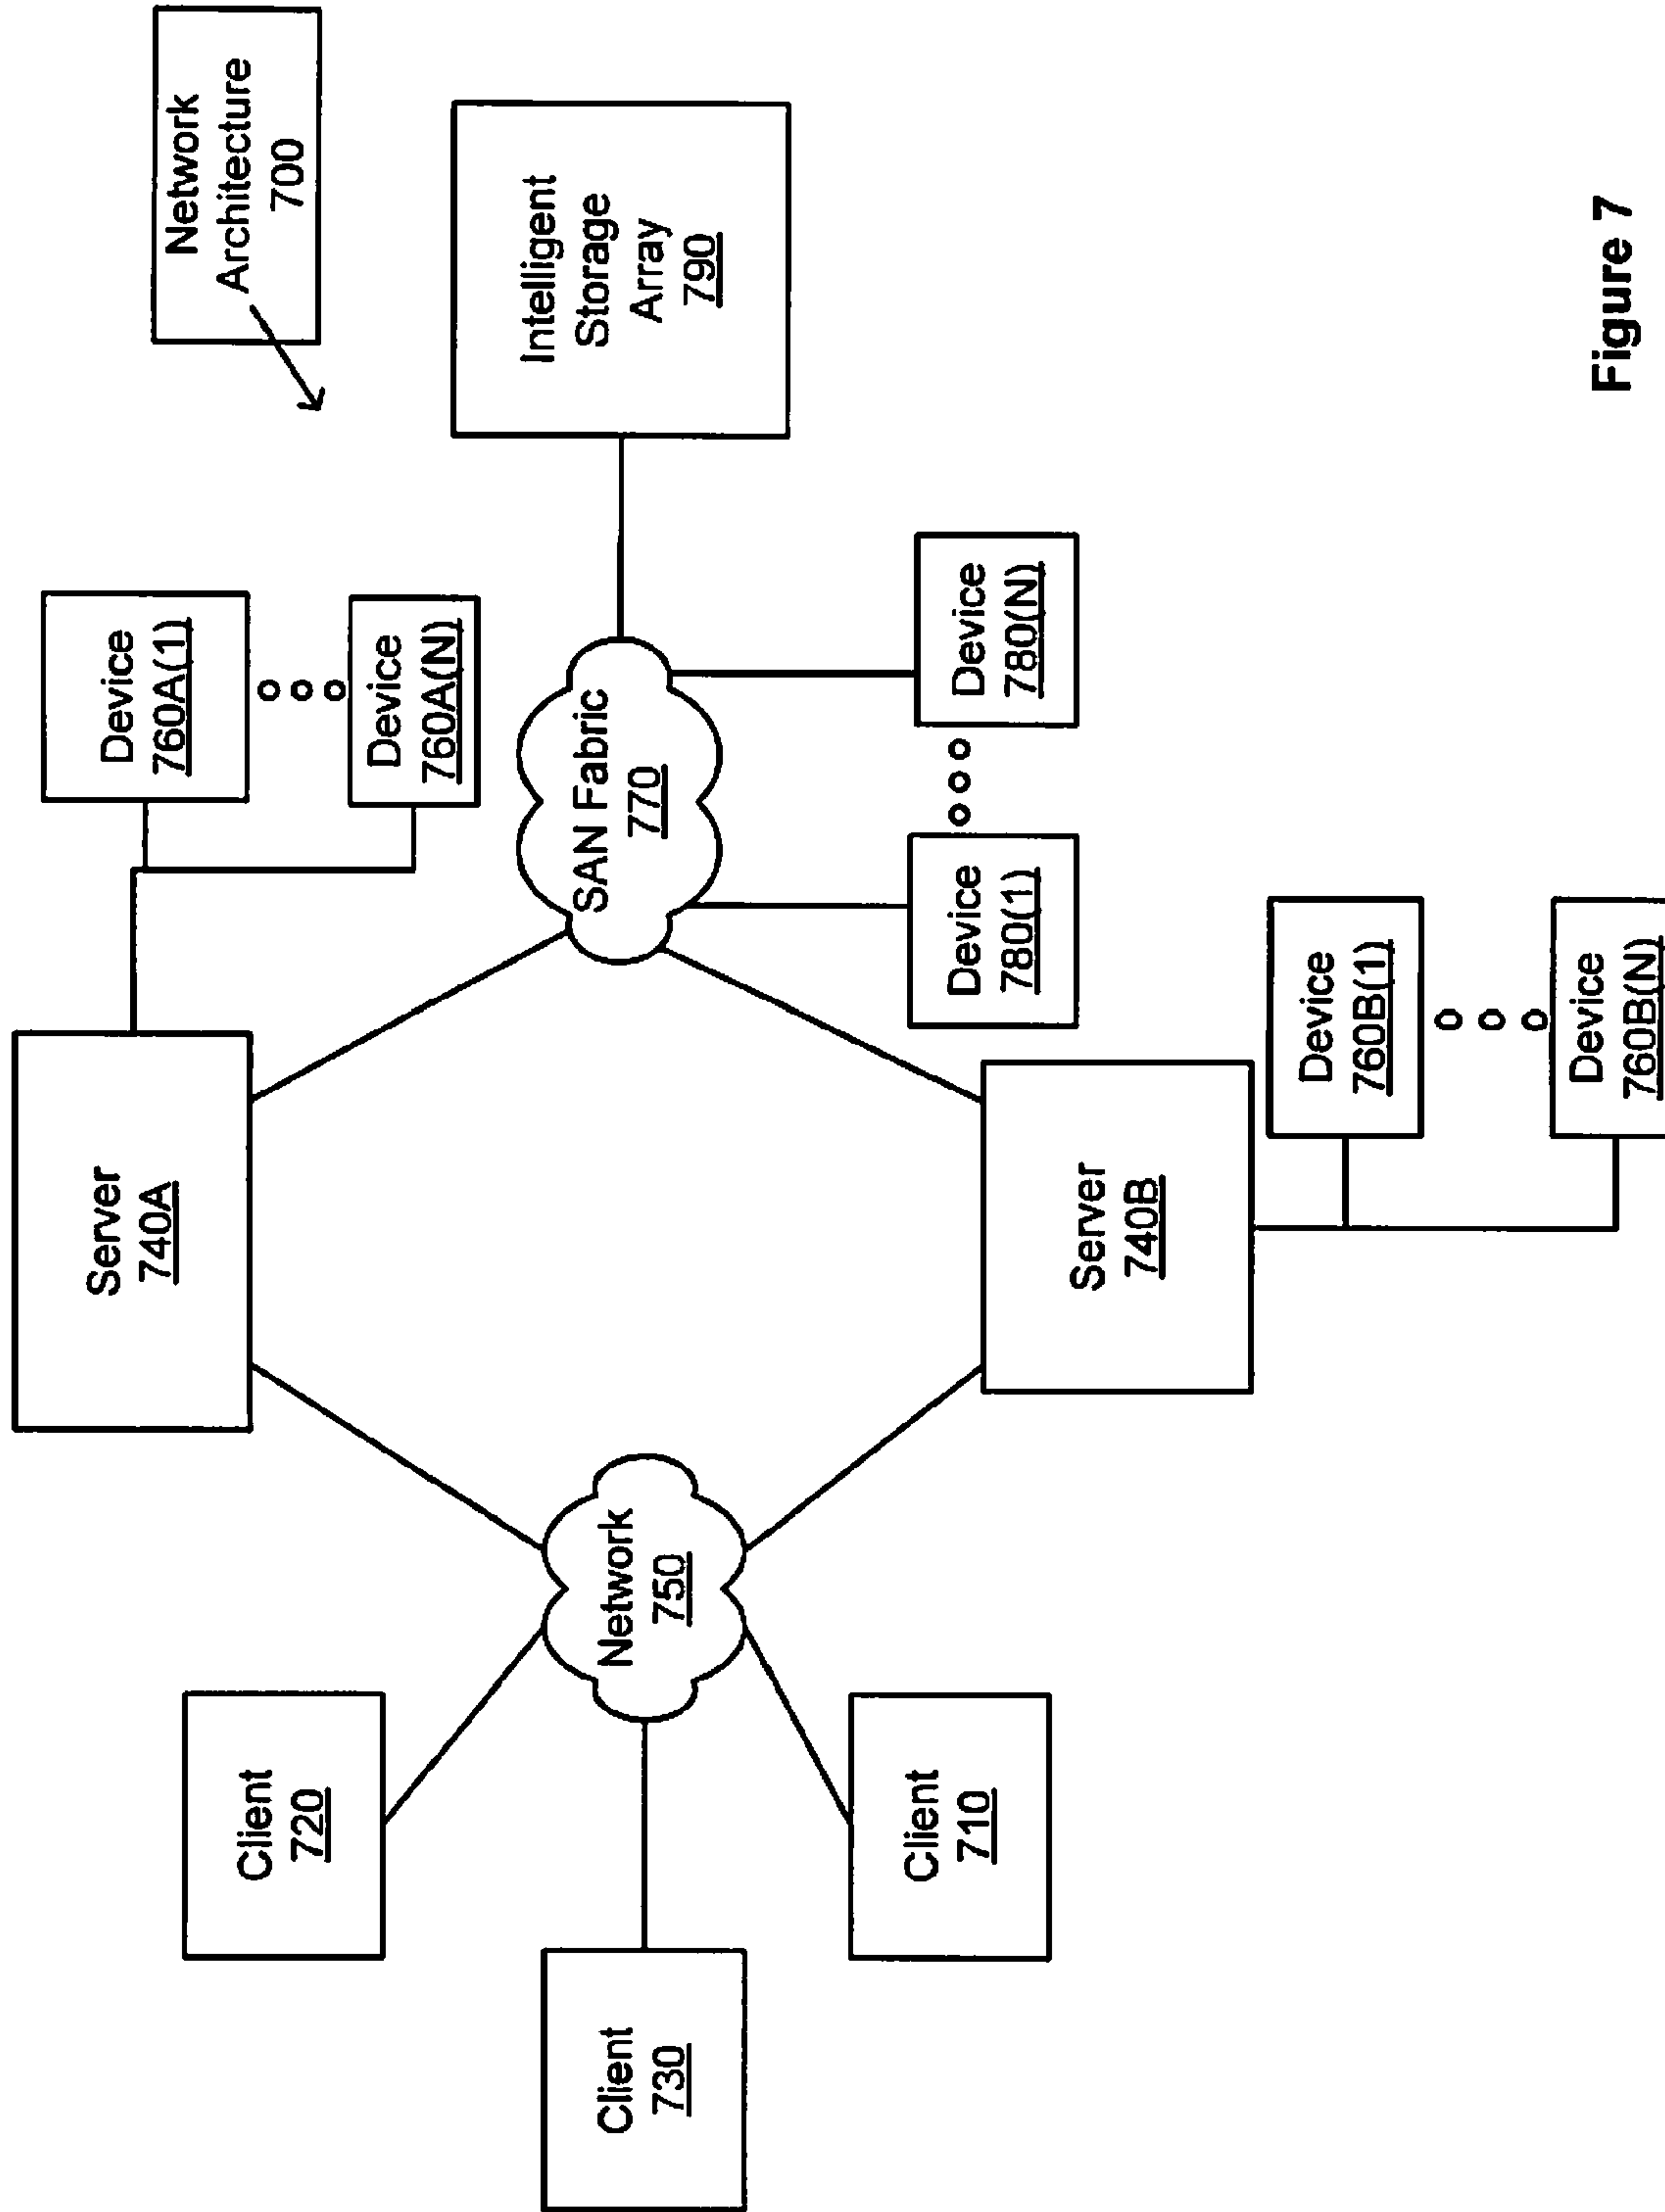 Network
Architecture
700
Device
760A(1)
Device
760A(N)
Server
740A
Intelligent
Storage
Array
790
SAN Fabric
770
Client
720
Network
750
Client
730
Device
780(1)
Device
780(N)
Client
710
Server
740B
Device
760B(1)
Device
760B(N)
Figure 7